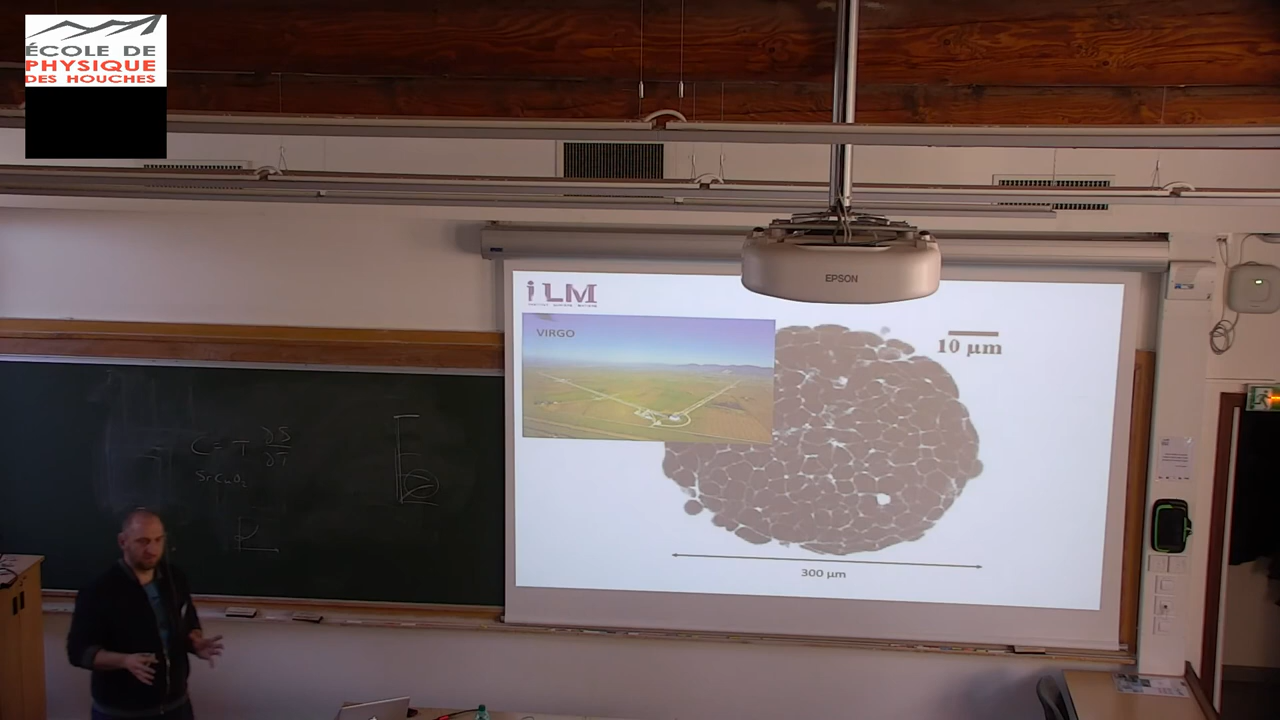 ÉCOLE DE
PHYSIQUE
DES HOUCHES
EPSON
iLM
VIRGO
10 µm
300 µm
C = T ∂S/∂T
SrCuO₂